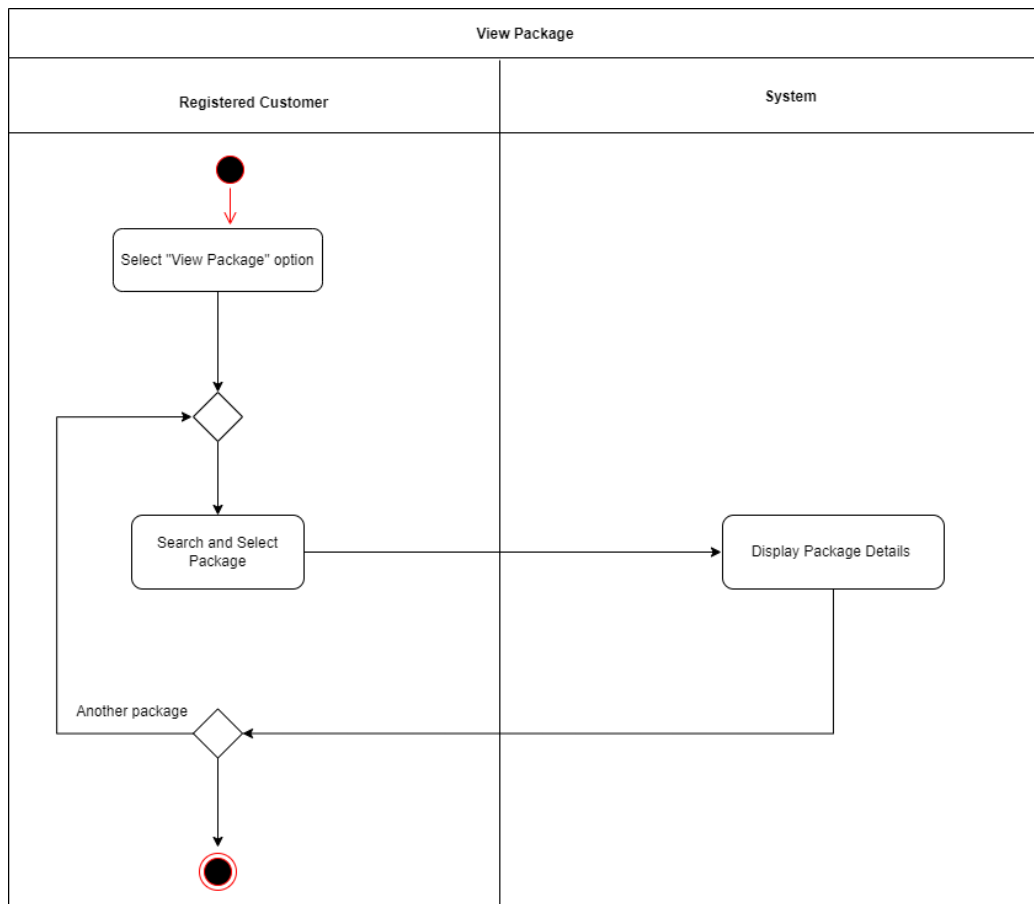 View Package
Registered Customer
System
Select "View Package" option
Search and Select
Package
Display Package Details
Another package